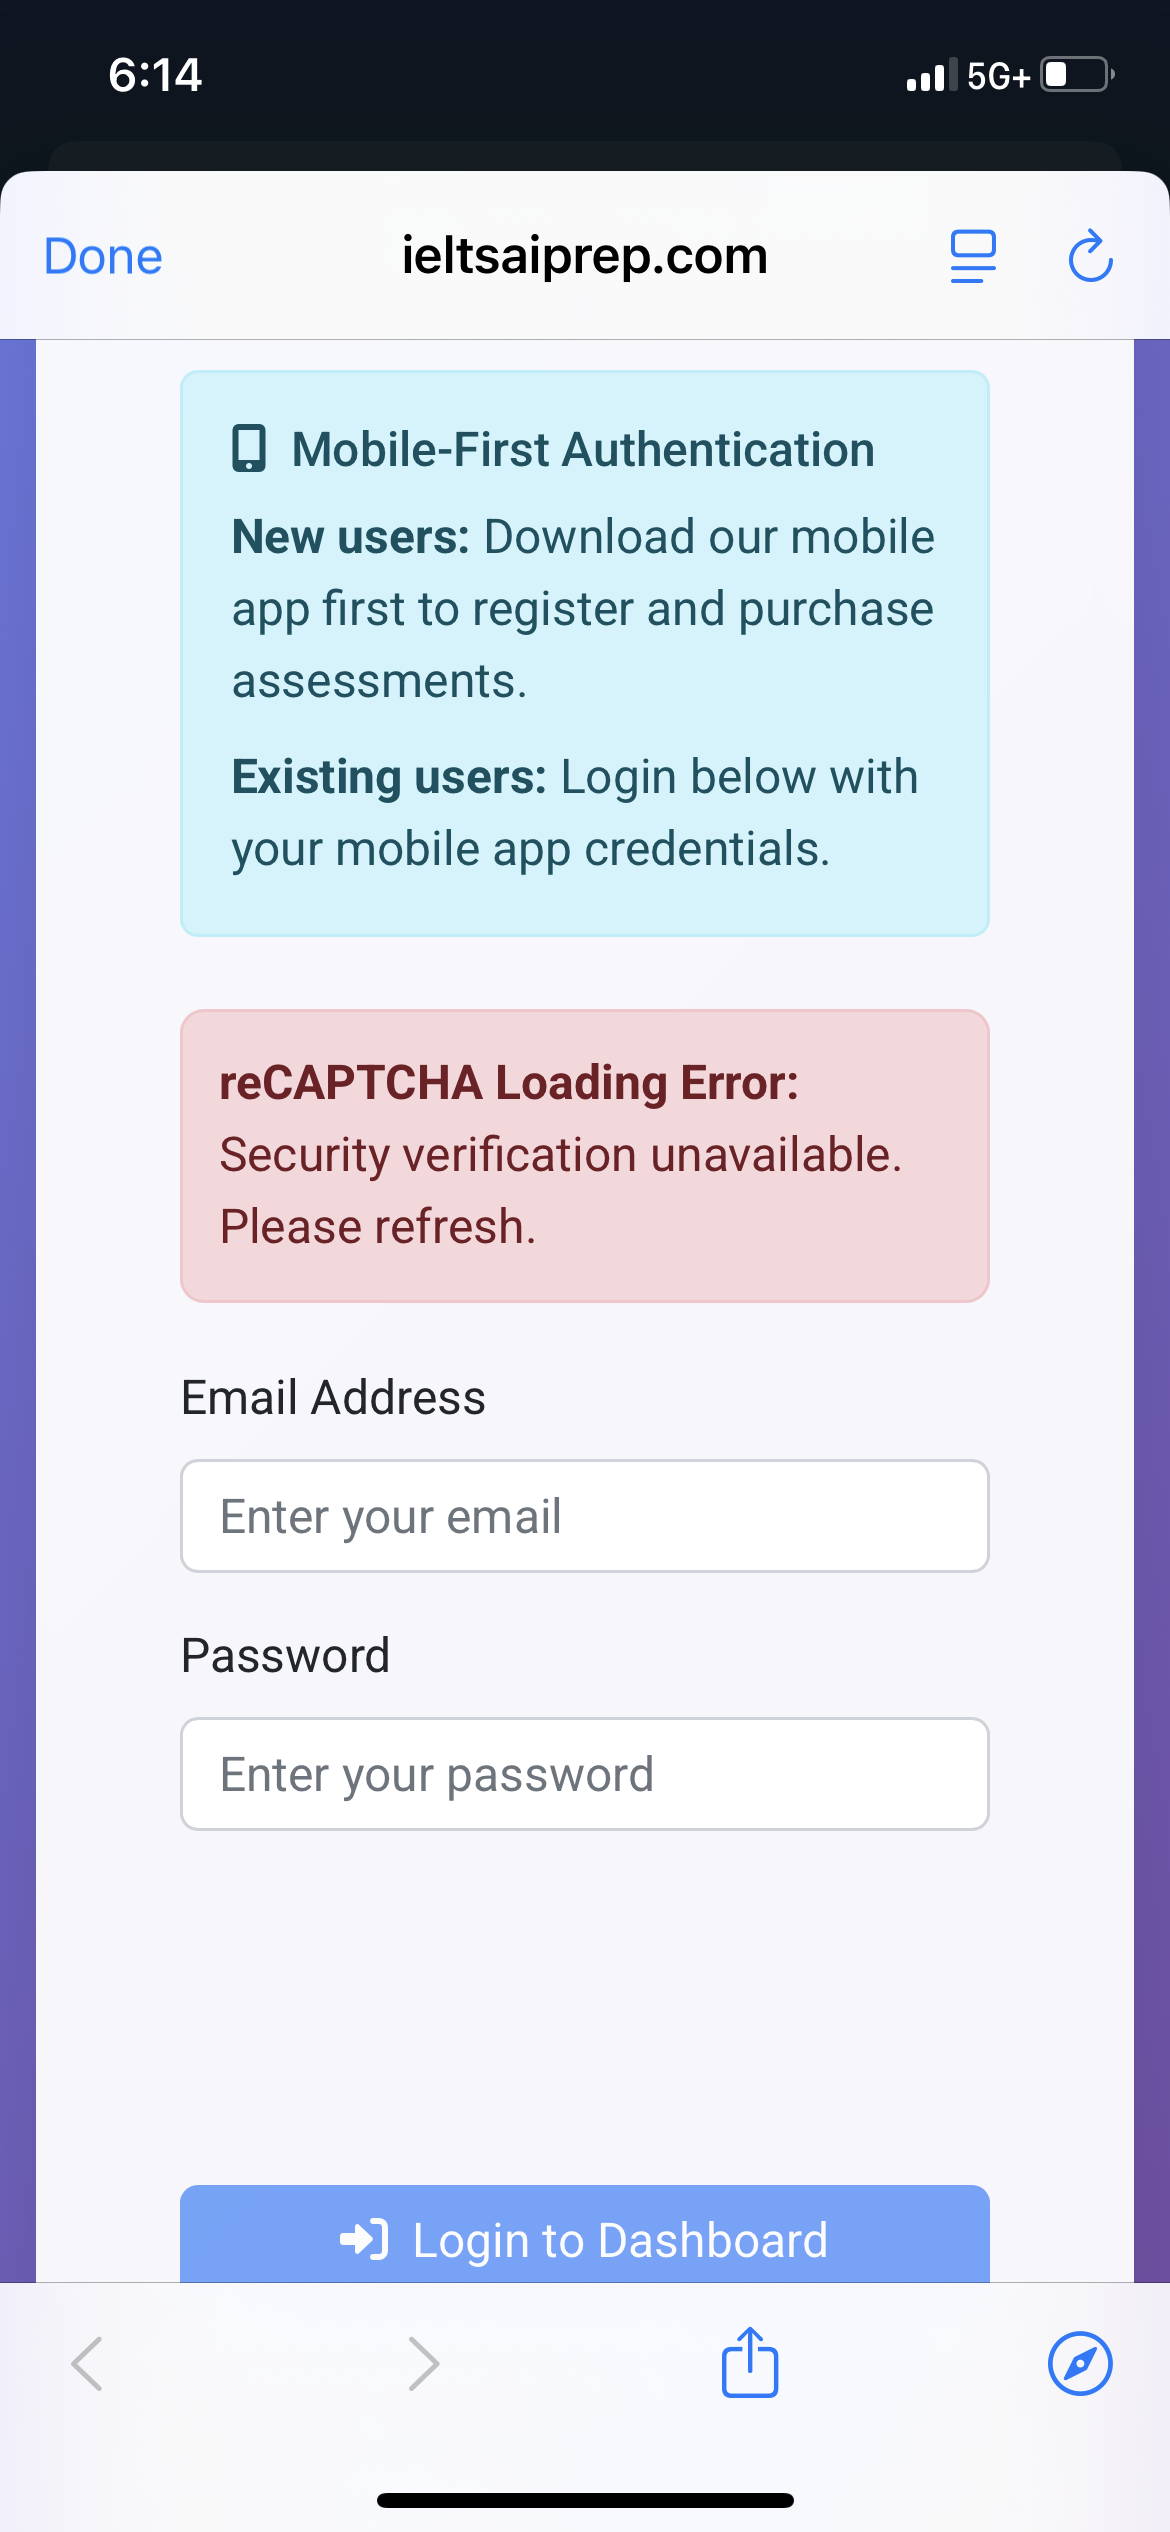 6:14
5G+
Done
ieltsaiprep.com
Mobile-First Authentication
New users: Download our mobile
app first to register and purchase
assessments.
Existing users: Login below with
your mobile app credentials.
reCAPTCHA Loading Error:
Security verification unavailable.
Please refresh.
Email Address
Enter your email
Password
Enter your password
Login to Dashboard